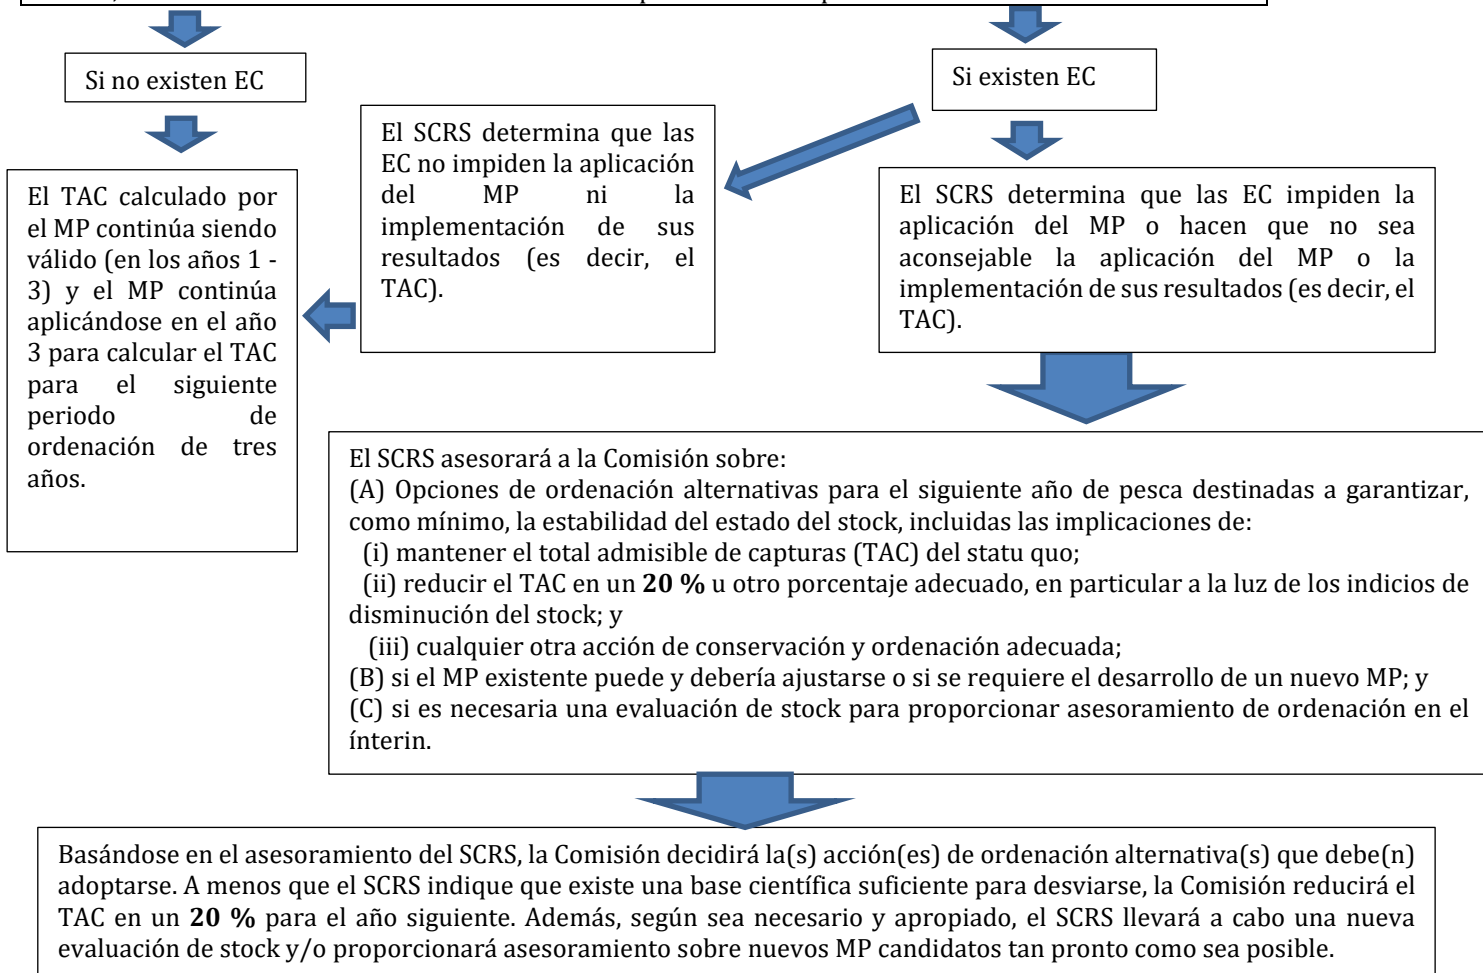 Si no existen EC
Si existen EC
El SCRS determina que las
EC no impiden la aplicación
del MP ni la
implementación de sus
resultados (es decir, el
TAC).
El SCRS determina que las EC impiden la
aplicación del MP o hacen que no sea
aconsejable la aplicación del MP o la
implementación de sus resultados (es decir, el
TAC).
El TAC calculado por
el MP continúa siendo
válido (en los años 1 -
3) y el MP continúa
aplicándose en el año
3 para calcular el TAC
para el siguiente
periodo de
ordenación de tres
años.
El SCRS asesorará a la Comisión sobre:
(A) Opciones de ordenación alternativas para el siguiente año de pesca destinadas a garantizar,
como mínimo, la estabilidad del estado del stock, incluidas las implicaciones de:
(i) mantener el total admisible de capturas (TAC) del statu quo;
(ii) reducir el TAC en un 20 % u otro porcentaje adecuado, en particular a la luz de los indicios de
disminución del stock; y
(iii) cualquier otra acción de conservación y ordenación adecuada;
(B) si el MP existente puede y debería ajustarse o si se requiere el desarrollo de un nuevo MP; y
(C) si es necesaria una evaluación de stock para proporcionar asesoramiento de ordenación en el
ínterin.
Basándose en el asesoramiento del SCRS, la Comisión decidirá la(s) acción(es) de ordenación alternativa(s) que debe(n)
adoptarse. A menos que el SCRS indique que existe una base científica suficiente para desviarse, la Comisión reducirá el
TAC en un 20 % para el año siguiente. Además, según sea necesario y apropiado, el SCRS llevará a cabo una nueva
evaluación de stock y/o proporcionará asesoramiento sobre nuevos MP candidatos tan pronto como sea posible.